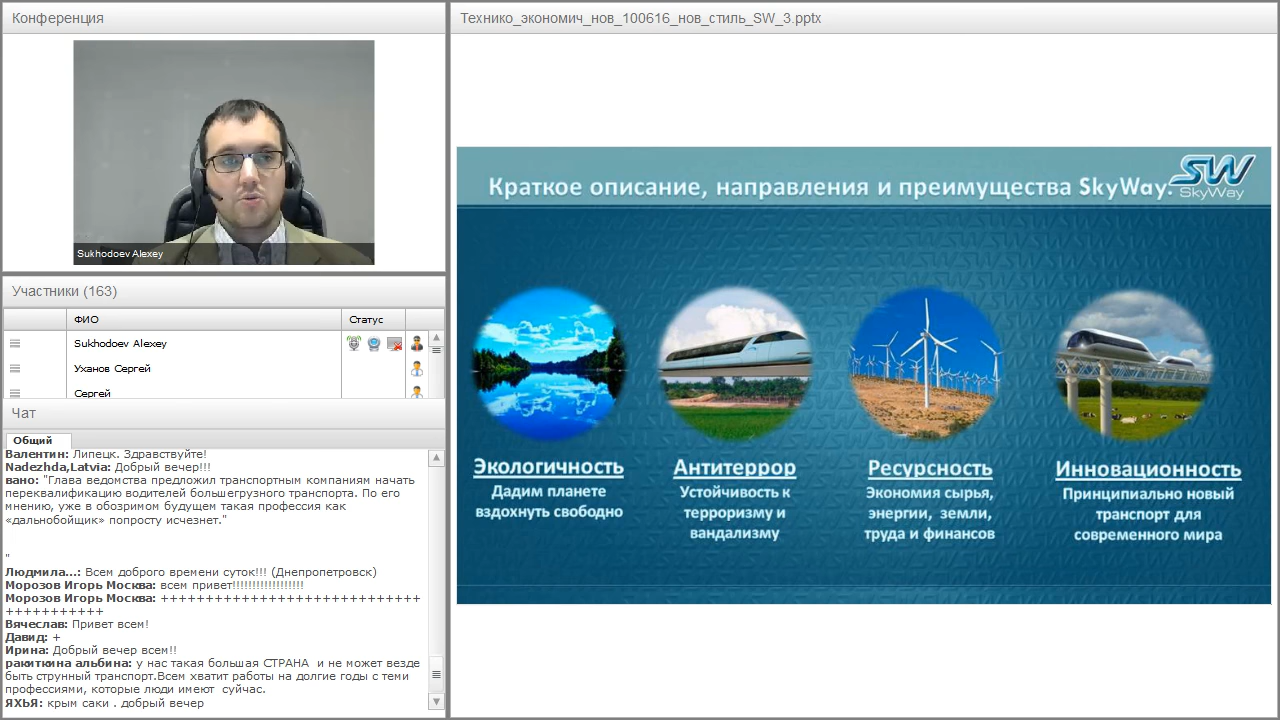 Конференция
Sukhodoev Alexey
Участники (163)
ФИО
Статус
Sukhodoev Alexey
Уханов Сергей
Сергей
Чат
Общий
Валентин: Липецк. Здравствуйте!
Nadezhda,Latvia: Добрый вечер!!!
вано: "Глава ведомства предложил транспортным компаниям начать
переквалификацию водителей большегрузного транспорта. По его
мнению, уже в обозримом будущем такая профессия как
«дальнобойщик» попросту исчезнет."
"
Людмила...: Всем доброго времени суток!!! (Днепропетровск)
Морозов Игорь Москва: всем привет!!!!!!!!!!!!!!!!!!
Морозов Игорь Москва: +++++++++++++++++++++++++++++
++++++++++++
Вячеслав: Привет всем!
Давид: +
Ирина: Добрый вечер всем!!
ракиткина альбина: у нас такая большая СТРАНА  и не может везде
быть струнный транспорт.Всем хватит работы на долгие годы с теми
профессиями, которые люди имеют  суйчас.
ЯХЬЯ: крым саки . добрый вечер
Технико_экономич_нов_100616_нов_стиль_SW_3.pptx
Краткое описание, направления и преимущества SkyWay.
SW
SkyWay
Экологичность
Дадим планете
вздохнуть свободно
Антитеррор
Устойчивость к
терроризму и
вандализму
Ресурсность
Экономия сырья,
энергии,  земли,
труда и финансов
Инновационность
Принципиально новый
транспорт для
современного мира